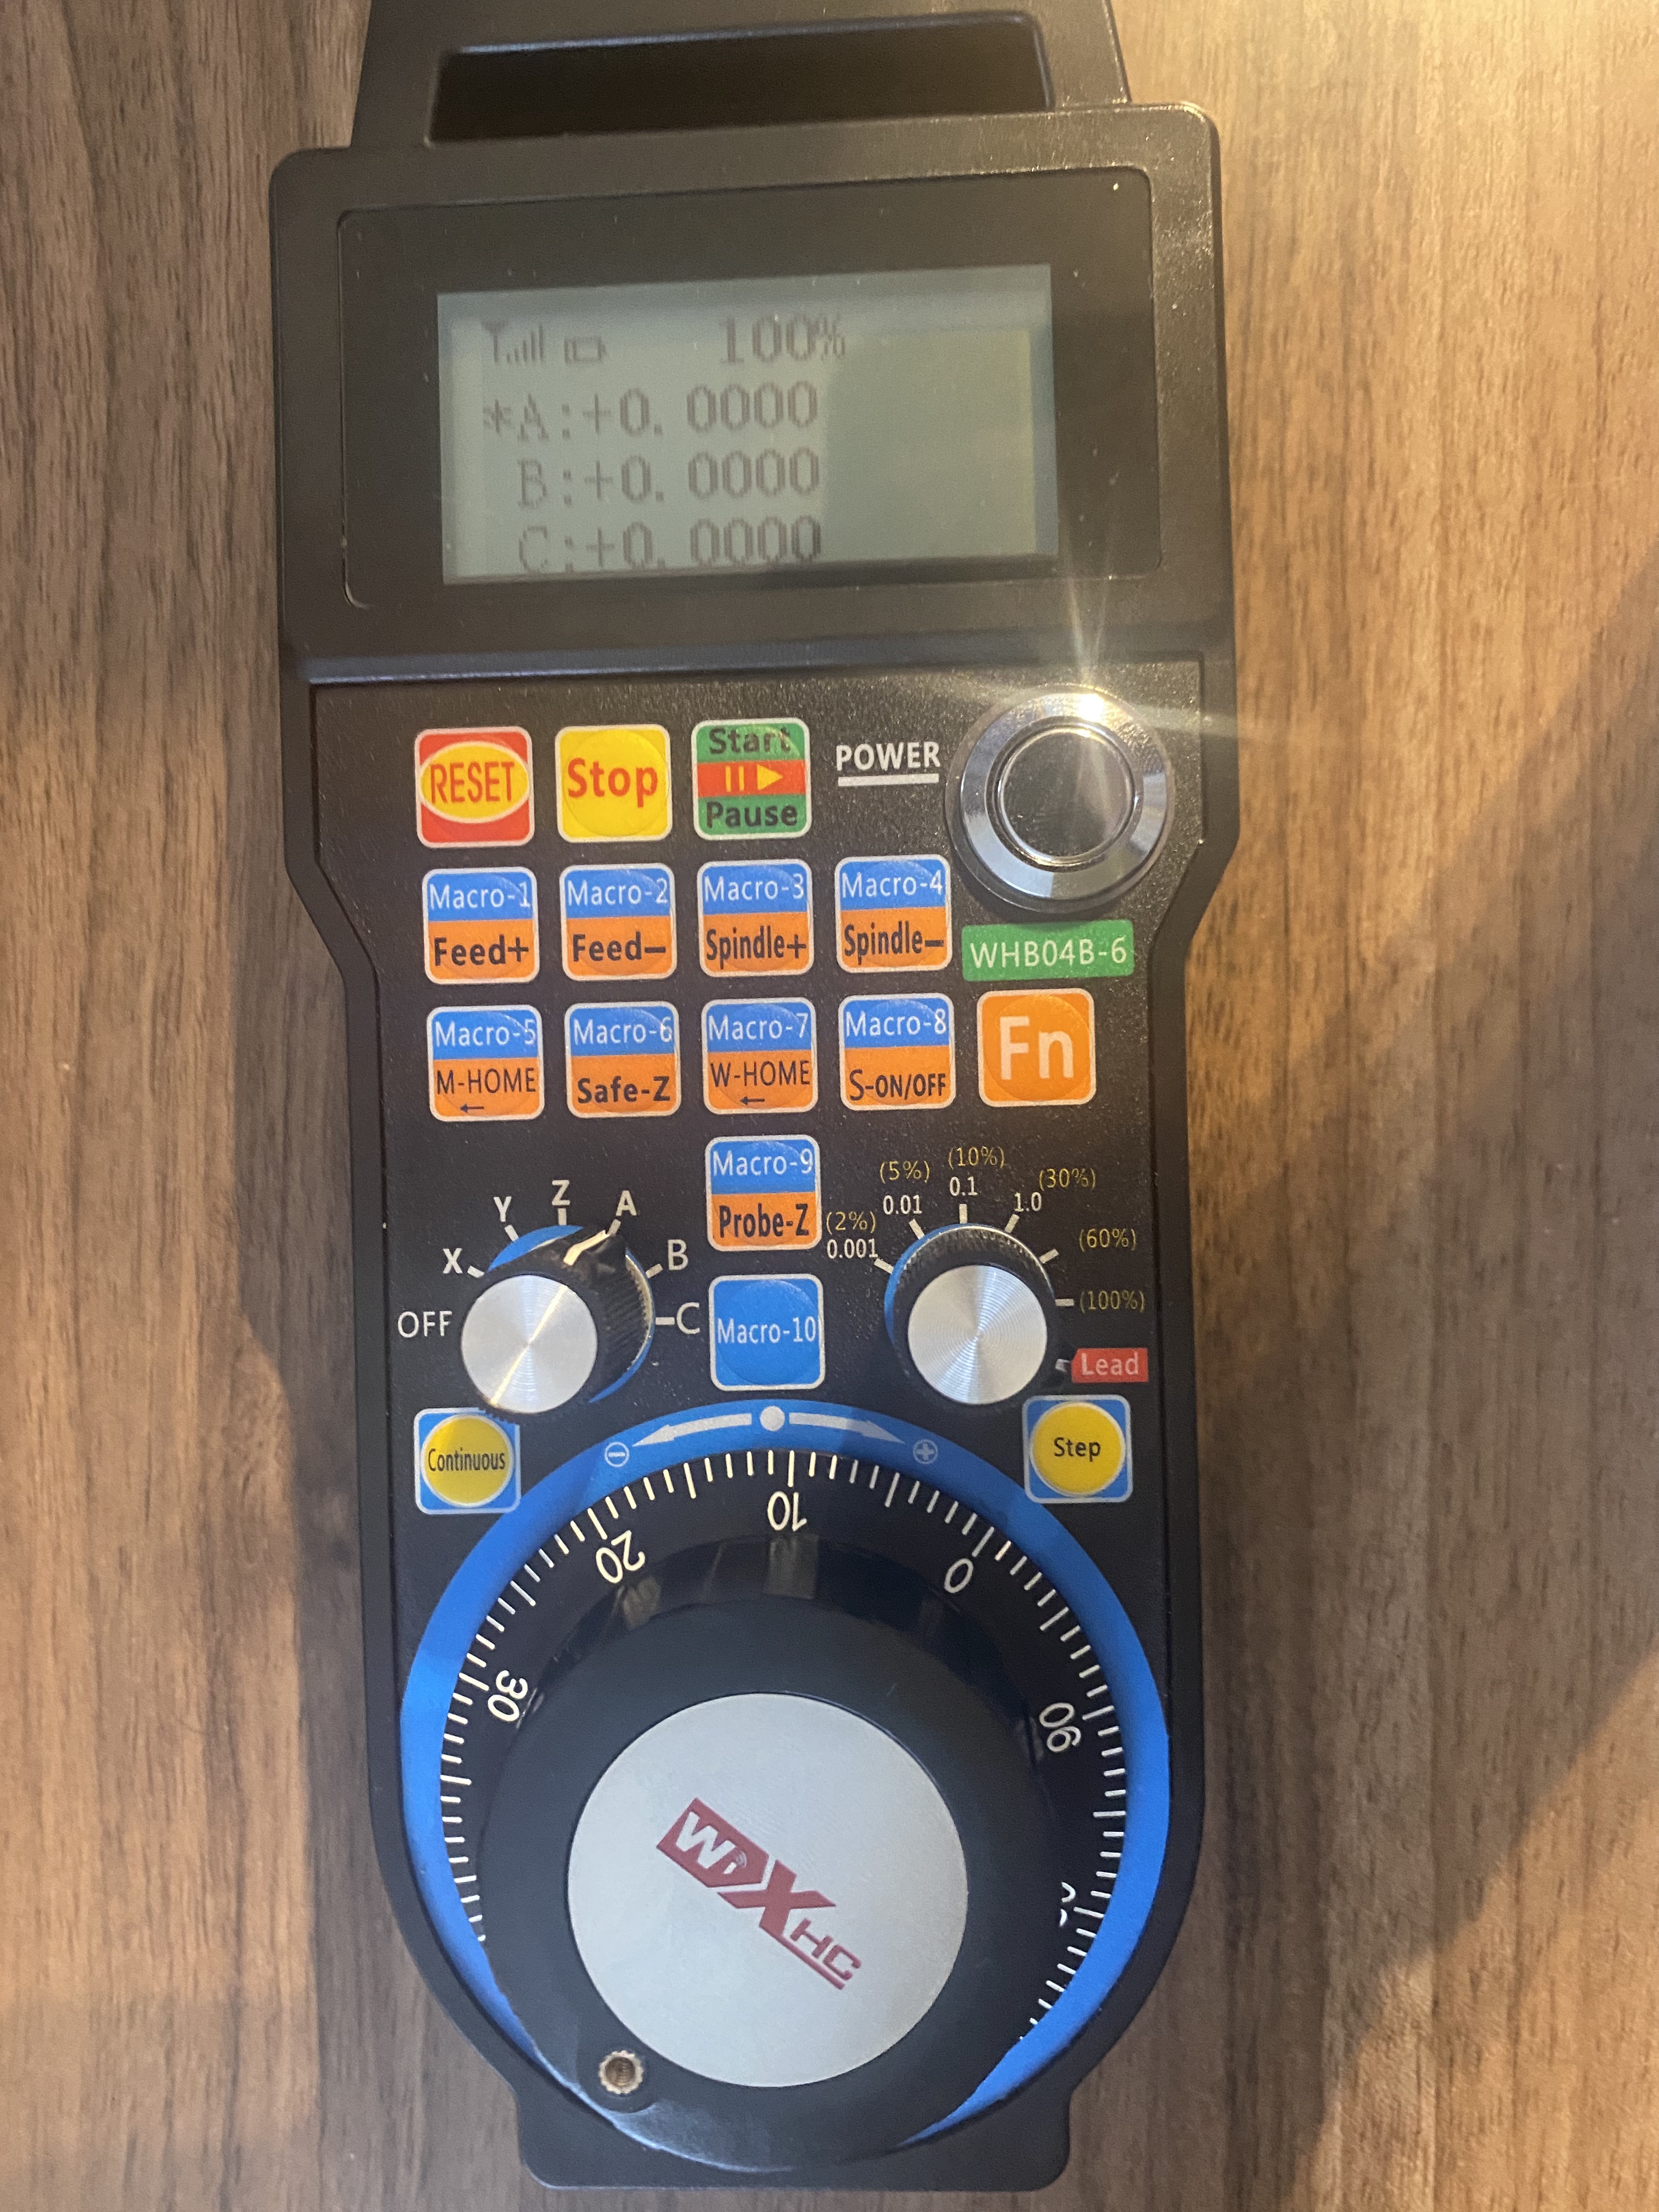 100%
*A:+0.0000
B:+0.0000
C:+0.0000
RESET
Stop
Start
Pause
POWER
Macro-1
Feed+
Macro-2
Feed-
Macro-3
Spindle+
Macro-4
Spindle-
WHB04B-6
Macro-5
M-HOME
Macro-6
Safe-Z
Macro-7
W-HOME
Macro-8
S-ON/OFF
Fn
Macro-9
Probe-Z
Macro-10
OFF
X
Y
Z
A
B
C
(2%)
0.001
(5%)
0.01
(10%)
0.1
(30%)
1.0
(60%)
(100%)
Lead
Continuous
Step
30
20
10
0
90
WiXHC